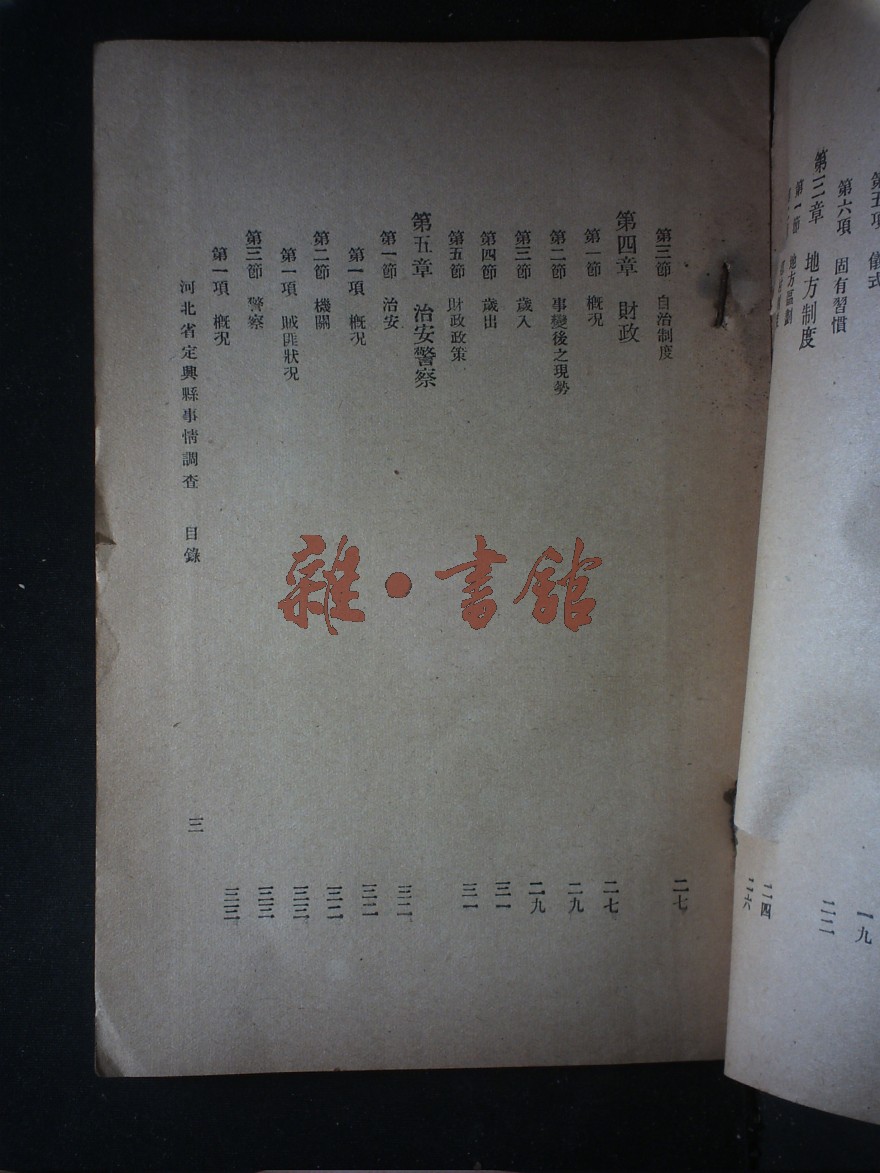 第五項 儀式 一九
第六項 固有習慣 二二
第三章 地方制度
第一節 地方區劃 二四
二六
第三節 自治制度 二七
第四章 財政
第一節 概況 二七
第二節 事變後之現勢 二九
第三節 歲入 二九
第四節 歲出 三一
第五節 財政政策 三一
第五章 治安警察
第一節 治安 三二
第一項 概況 三二
第二節 機關 三二
第一項 賊匪狀況 三三
第三節 警察 三三
第一項 概況 三三
河北省定興縣事情調查 目錄 三
雜·書館